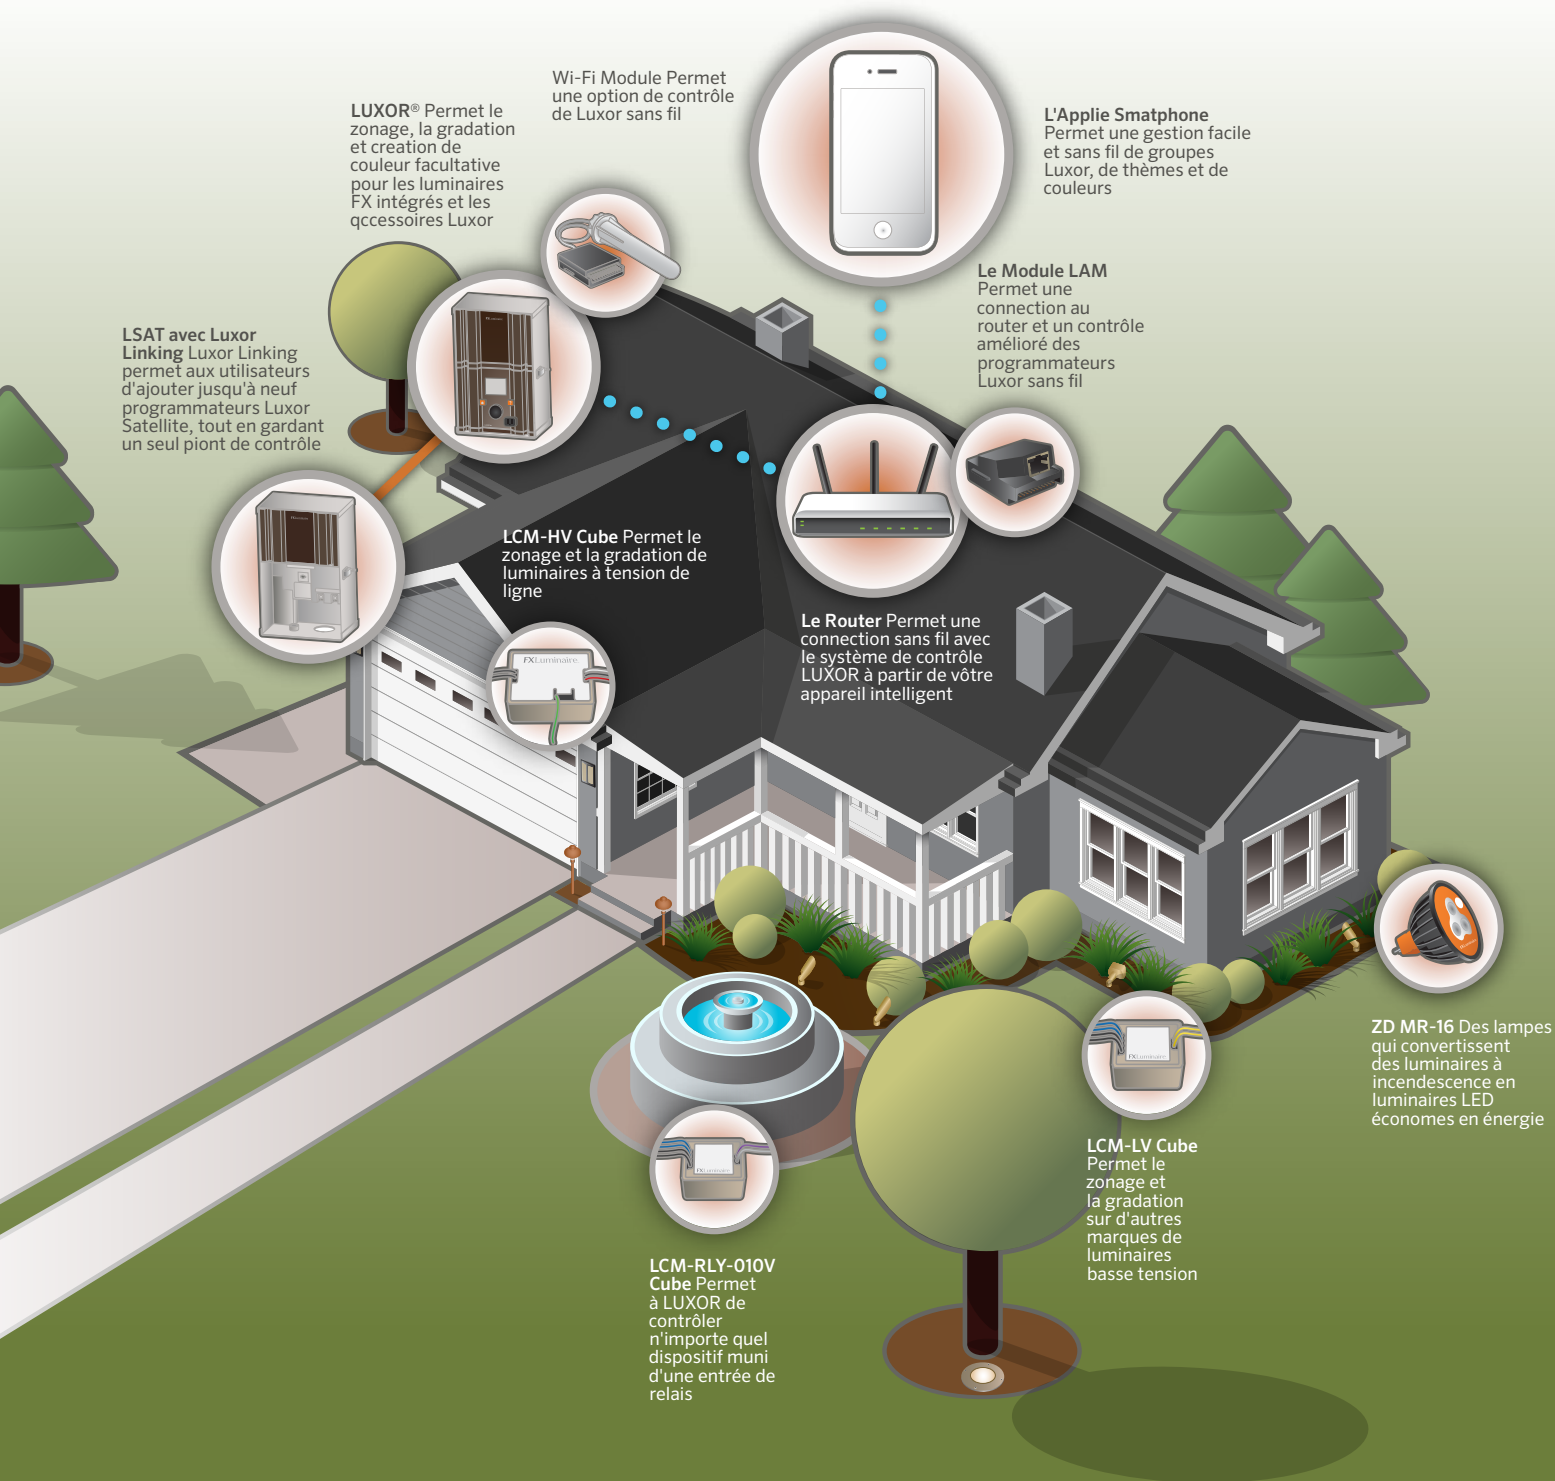 Wi-Fi Module Permet
une option de contrôle
de Luxor sans fil
LUXOR® Permet le
zonage, la gradation
et creation de
couleur facultative
pour les luminaires
FX intégrés et les
qccessoires Luxor
L'Applie Smatphone
Permet une gestion facile
et sans fil de groupes
Luxor, de thèmes et de
couleurs
Le Module LAM
Permet une
connection au
router et un contrôle
amélioré des
programmateurs
Luxor sans fil
LSAT avec Luxor
Linking Luxor Linking
permet aux utilisateurs
d'ajouter jusqu'à neuf
programmateurs Luxor
Satellite, tout en gardant
un seul piont de contrôle
LCM-HV Cube Permet le
zonage et la gradation de
luminaires à tension de
ligne
FXLuminaire
Le Router Permet une
connection sans fil avec
le système de contrôle
LUXOR à partir de vôtre
appareil intelligent
ZD MR-16 Des lampes
qui convertissent
des luminaires à
incendescence en
luminaires LED
économes en énergie
FXLuminaire
LCM-LV Cube
Permet le
zonage et
la gradation
sur d'autres
marques de
luminaires
basse tension
FXLuminaire
LCM-RLY-010V
Cube Permet
à LUXOR de
contrôler
n'importe quel
dispositif muni
d'une entrée de
relais